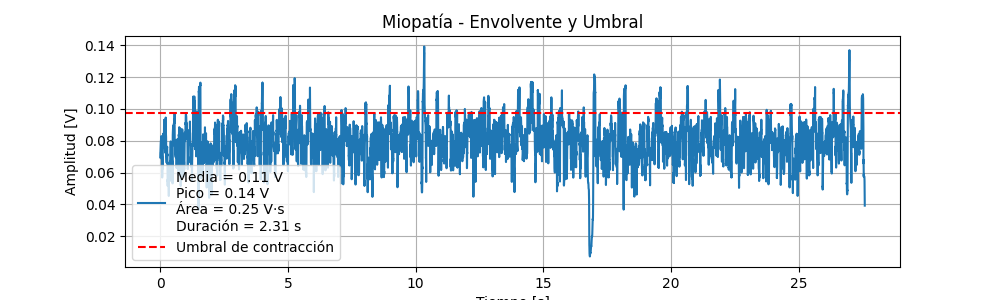 Miopatía - Envolvente y Umbral
Amplitud [V]
0.14
0.12
0.10
0.08
0.06
0.04
0.02
Media = 0.11 V
Pico = 0.14 V
Área = 0.25 V·s
Duración = 2.31 s
Umbral de contracción
0 5 10 15 20 25
Tiempo [s]